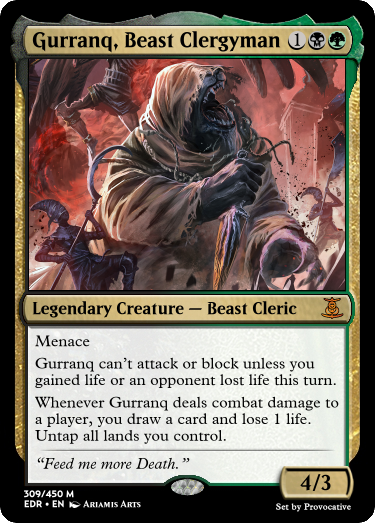 Gurranq, Beast Clergyman 1
Legendary Creature — Beast Cleric
Menace
Gurranq can't attack or block unless you
gained life or an opponent lost life this turn.
Whenever Gurranq deals combat damage to
a player, you draw a card and lose 1 life.
Untap all lands you control.
“Feed me more Death.”
4/3
309/450 M
EDR • EN Ariamis Arts
Set by Provocative